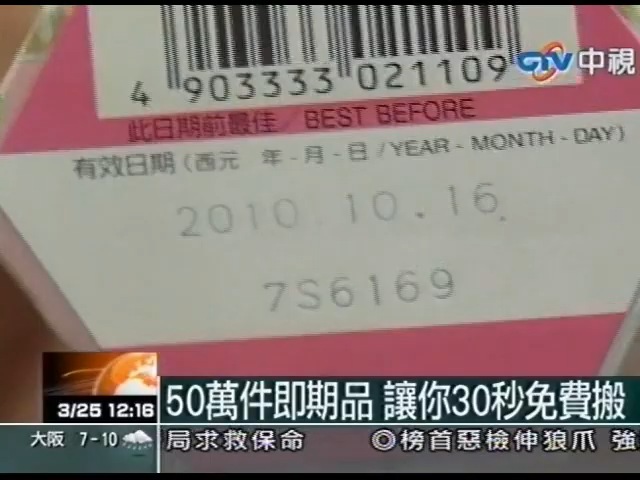 4 903333 021109
CTV中視
此日期前最佳 / BEST BEFORE
有效日期(西元 年-月-日/YEAR-MONTH-DAY)
2010.10.16.
7S6169
50萬件即期品 讓你30秒免費搬
3/25 12:16
大阪 7-10 局求救保命 ◎榜首惡檢伸狼爪 強